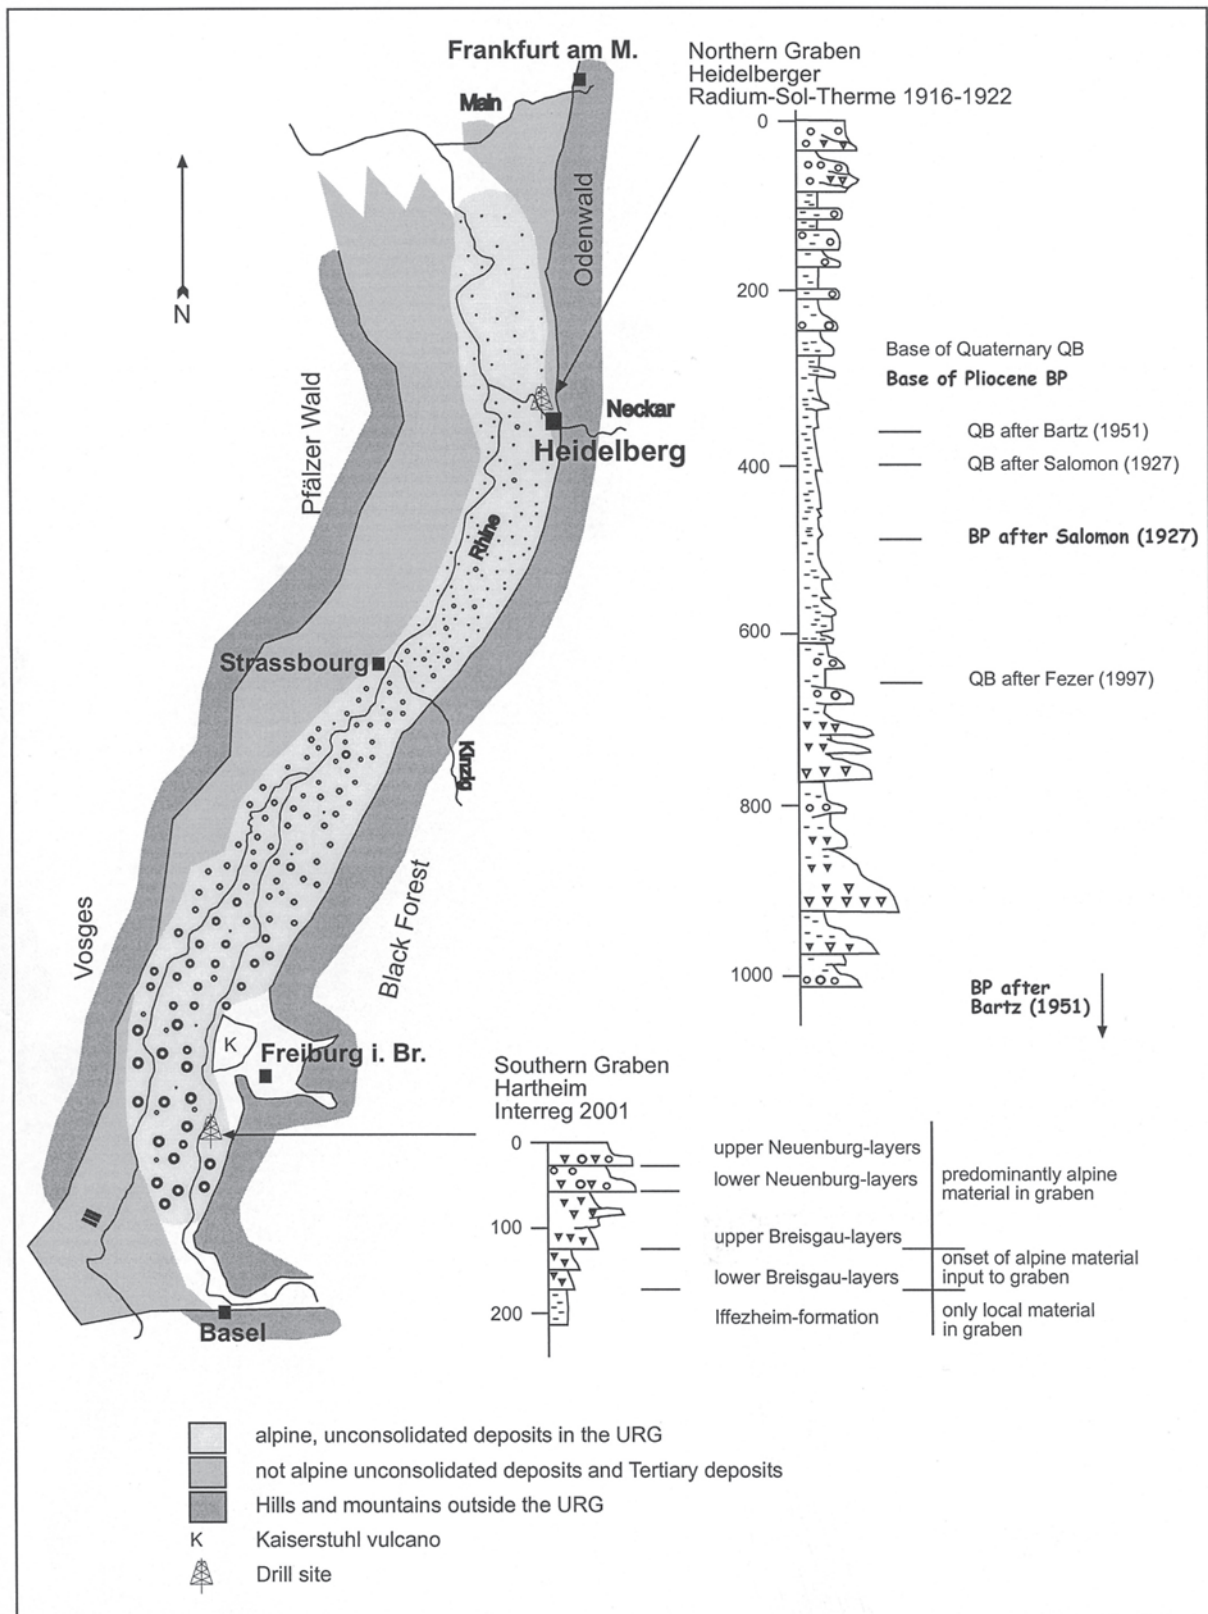 Frankfurt am M.
Main
N
Odenwald
Pfälzer Wald
Neckar
Heidelberg
Rhine
Strassbourg
Kinzig
Vosges
Black Forest
K
Freiburg i. Br.
Ill
Basel
Northern Graben
Heidelberger
Radium-Sol-Therme 1916-1922
0
200
400
600
800
1000
Base of Quaternary QB
Base of Pliocene BP
QB after Bartz (1951)
QB after Salomon (1927)
BP after Salomon (1927)
QB after Fezer (1997)
BP after
Bartz (1951)
Southern Graben
Hartheim
Interreg 2001
0
100
200
upper Neuenburg-layers
lower Neuenburg-layers
upper Breisgau-layers
lower Breisgau-layers
Iffezheim-formation
predominantly alpine
material in graben
onset of alpine material
input to graben
only local material
in graben
alpine, unconsolidated deposits in the URG
not alpine unconsolidated deposits and Tertiary deposits
Hills and mountains outside the URG
K Kaiserstuhl vulcano
Drill site